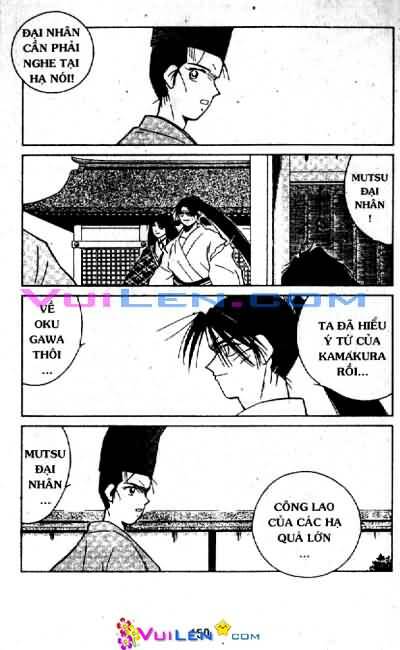 ĐẠI NHÂN
CẦN PHẢI
NGHE TẠI
HẠ NÓI!
MUTSU
ĐẠI
NHÂN
!
VUILEN.COM
VỀ
OKU
GAWA
THÔI
...
TA ĐÃ HIỂU
Ý TỨ CỦA
KAMAKURA
RỒI...
MUTSU
ĐẠI
NHÂN
...
CÔNG LAO
CỦA CÁC HẠ
QUẢ LỚN
...
150
VUILEN.COM